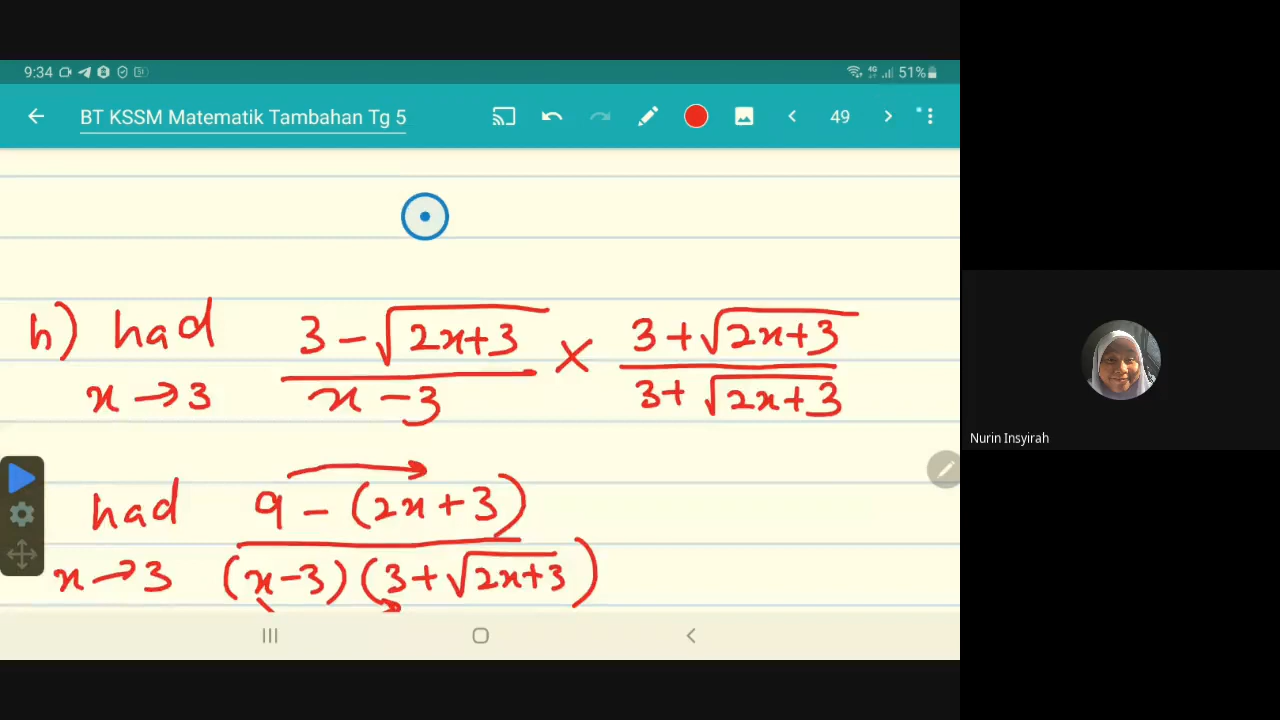 9:34 4G 51%
BT KSSM Matematik Tambahan Tg 5 49
h) had 3 - √(2x+3) × 3 + √(2x+3)
x → 3 x - 3 3 + √(2x+3)
had 9 - (2x + 3)
x → 3 (x - 3) (3 + √(2x+3))
Nurin Insyirah